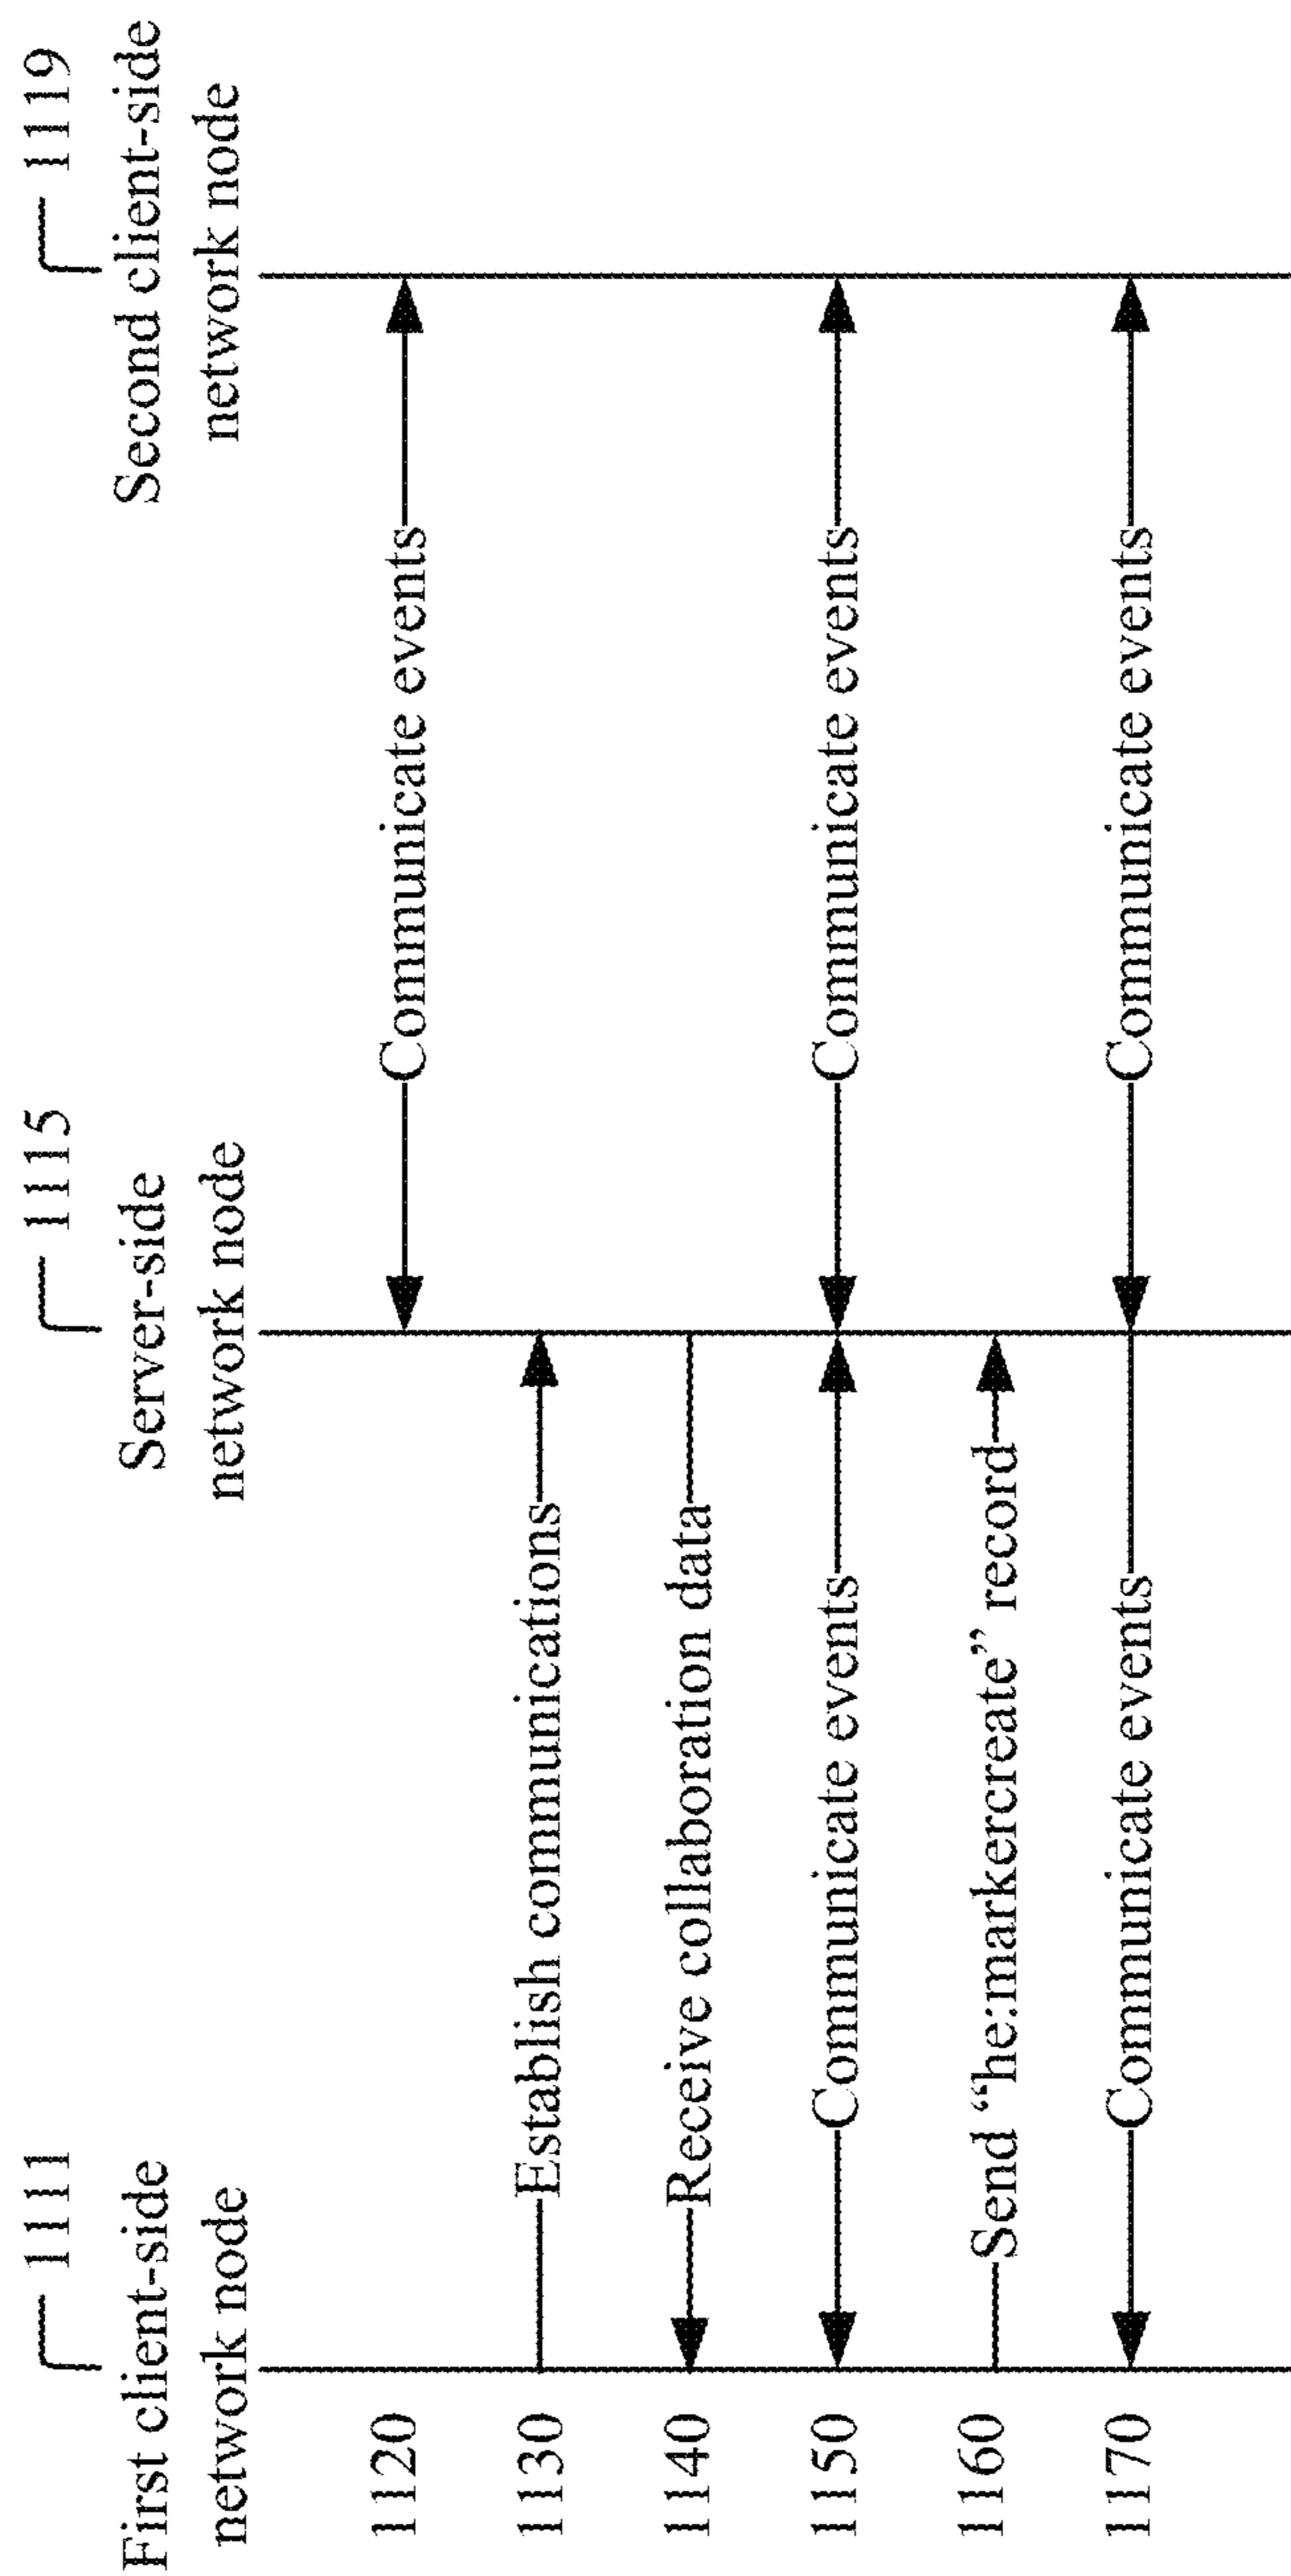 1111
First client-side
network node
1115
Server-side
network node
1119
Second client-side
network node
1120
Communicate events
1130
Establish communications
1140
Receive collaboration data
1150
Communicate events
Communicate events
1160
Send “he:markercreate” record
1170
Communicate events
Communicate events